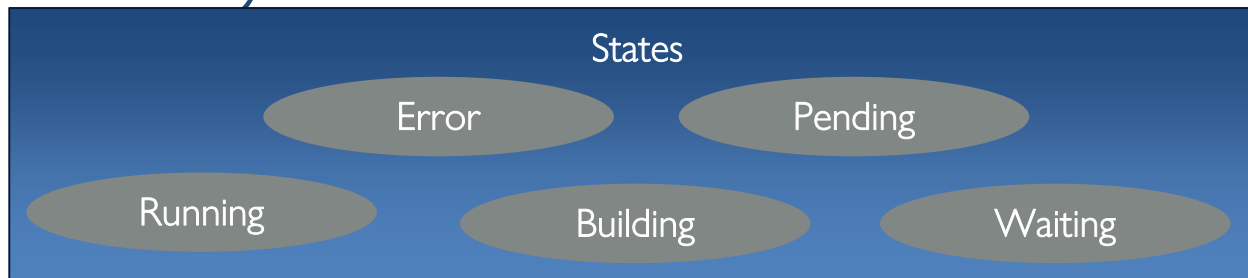 States
Error
Pending
Running
Building
Waiting